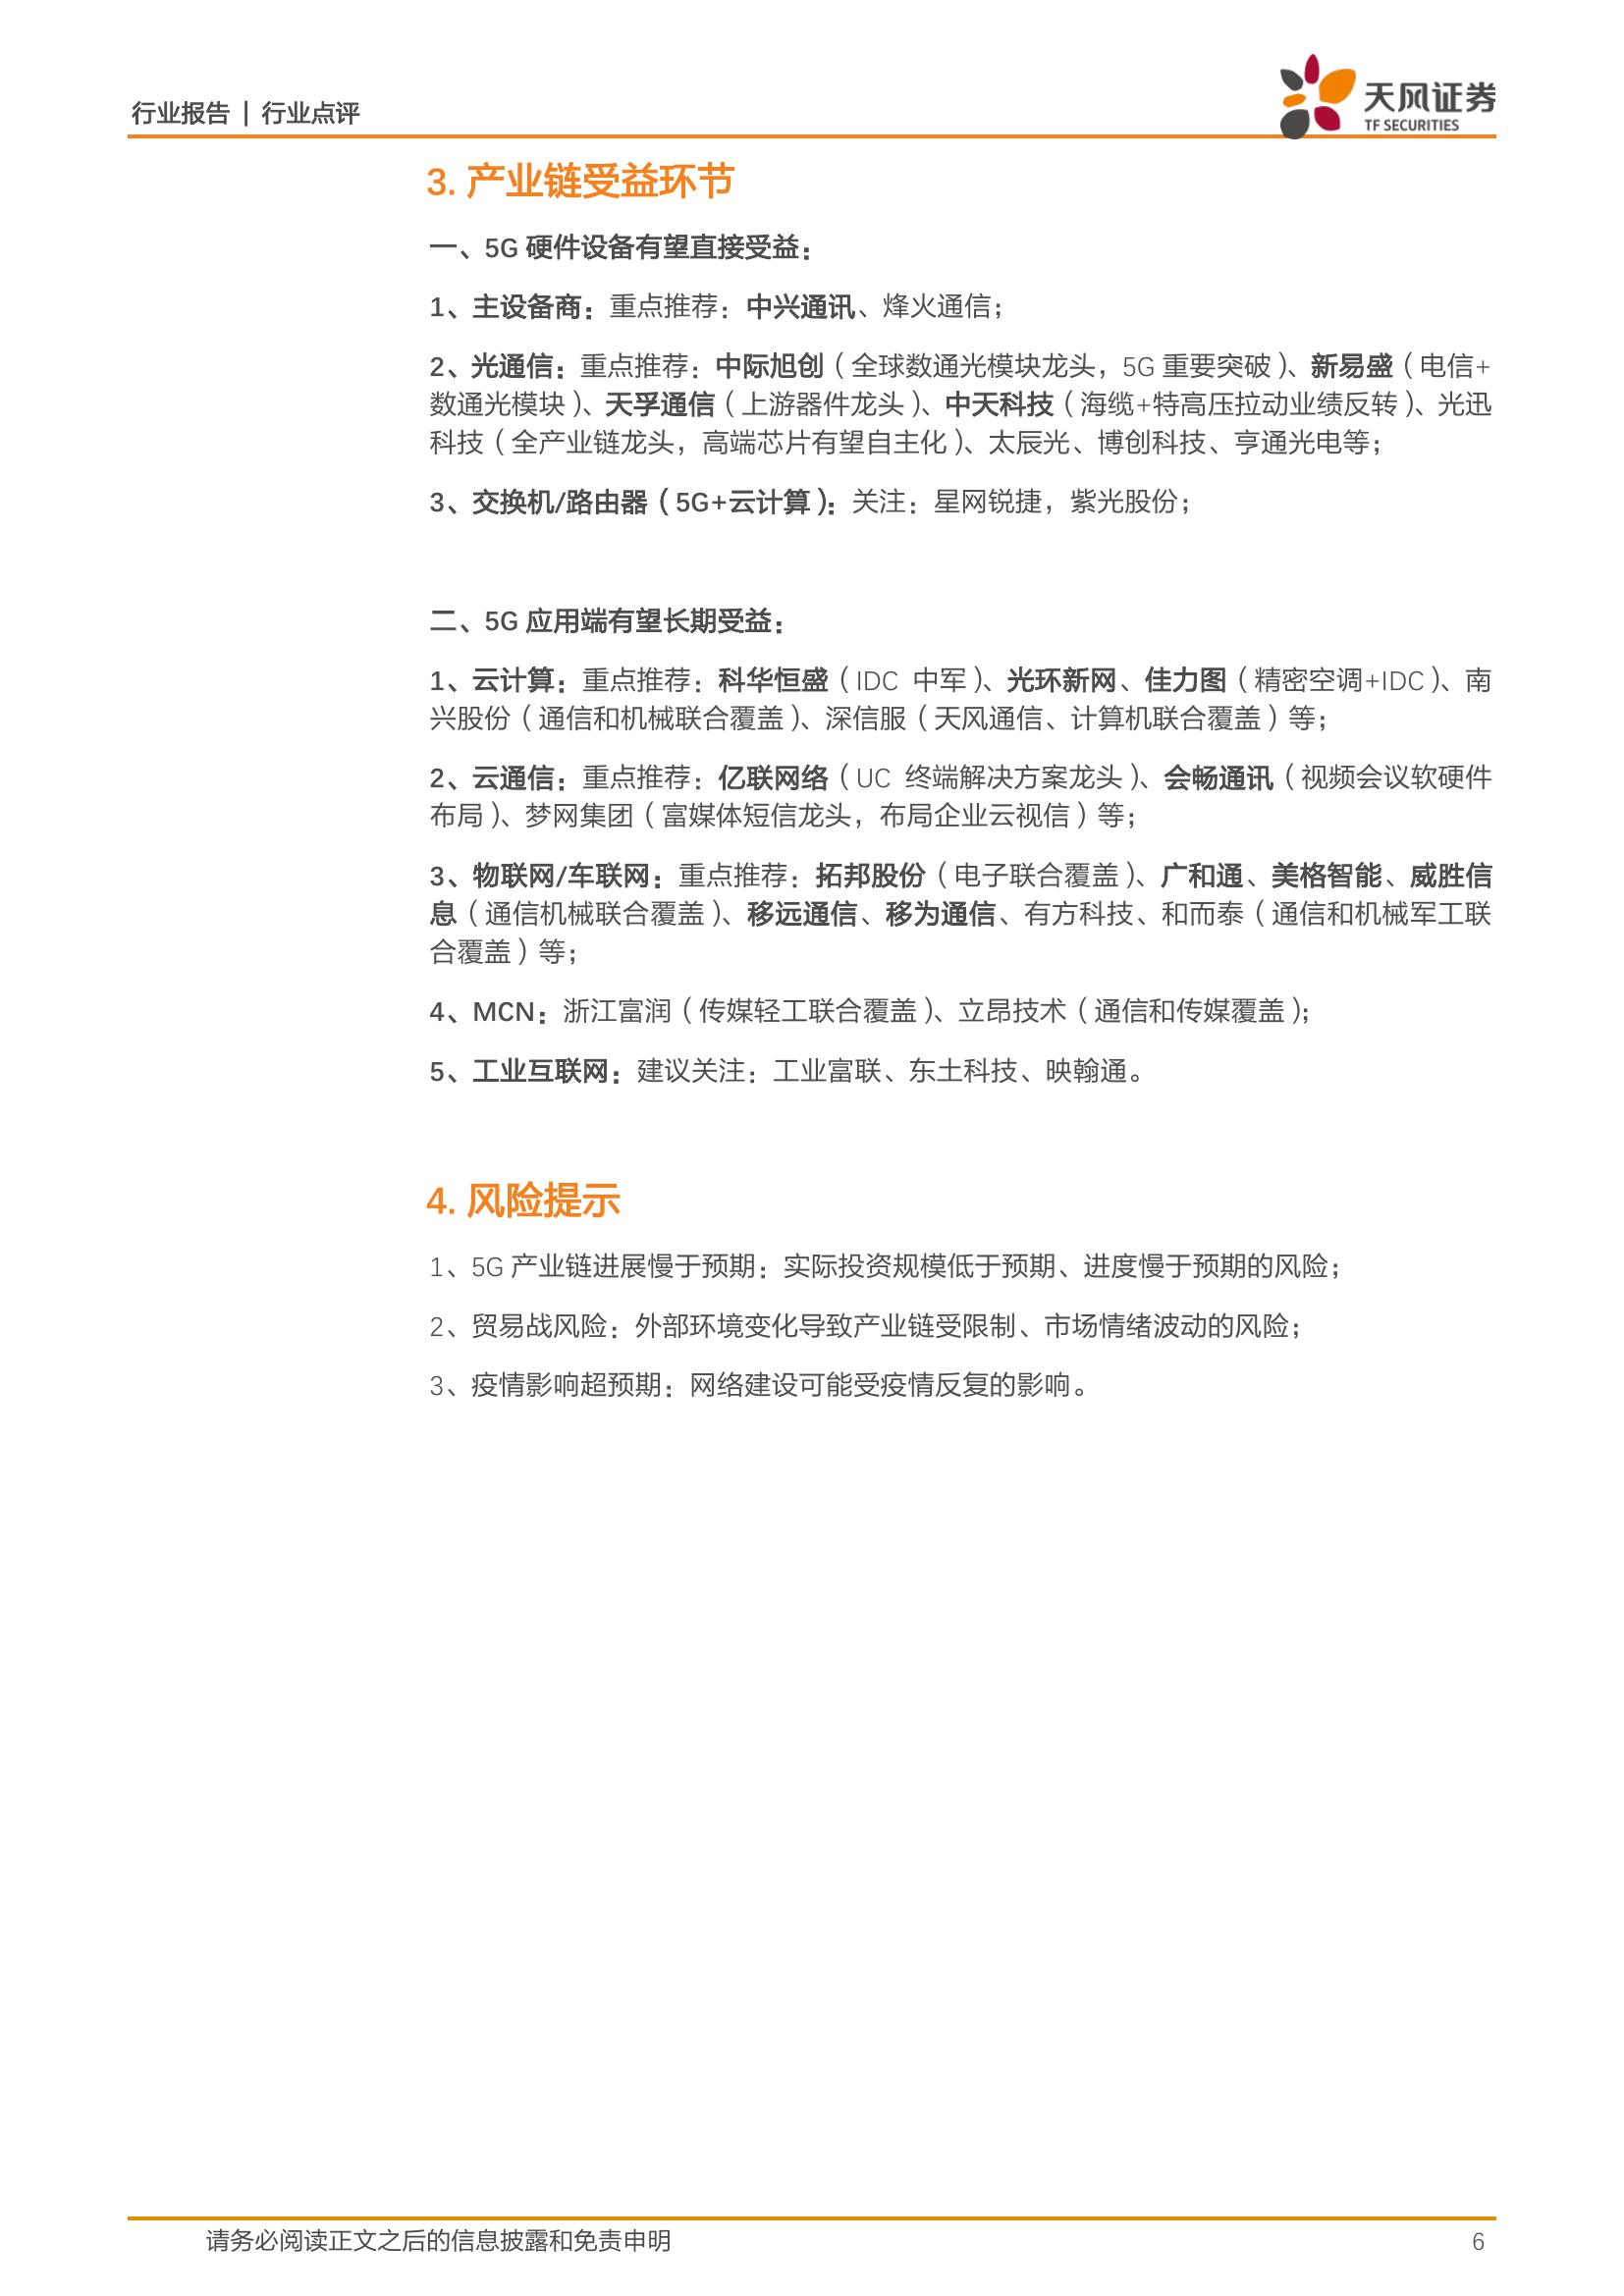 行业报告 | 行业点评
天风证券
TF SECURITIES
3. 产业链受益环节
一、5G 硬件设备有望直接受益：
1、主设备商：重点推荐：中兴通讯、烽火通信；
2、光通信：重点推荐：中际旭创（全球数通光模块龙头，5G 重要突破）、新易盛（电信+
数通光模块）、天孚通信（上游器件龙头）、中天科技（海缆+特高压拉动业绩反转）、光迅
科技（全产业链龙头，高端芯片有望自主化）、太辰光、博创科技、亨通光电等；
3、交换机/路由器（5G+云计算）：关注：星网锐捷，紫光股份；
二、5G 应用端有望长期受益：
1、云计算：重点推荐：科华恒盛（IDC 中军）、光环新网、佳力图（精密空调+IDC）、南
兴股份（通信和机械联合覆盖）、深信服（天风通信、计算机联合覆盖）等；
2、云通信：重点推荐：亿联网络（UC 终端解决方案龙头）、会畅通讯（视频会议软硬件
布局）、梦网集团（富媒体短信龙头，布局企业云视信）等；
3、物联网/车联网：重点推荐：拓邦股份（电子联合覆盖）、广和通、美格智能、威胜信
息（通信机械联合覆盖）、移远通信、移为通信、有方科技、和而泰（通信和机械军工联
合覆盖）等；
4、MCN：浙江富润（传媒轻工联合覆盖）、立昂技术（通信和传媒覆盖）；
5、工业互联网：建议关注：工业富联、东土科技、映翰通。
4. 风险提示
1、5G 产业链进展慢于预期：实际投资规模低于预期、进度慢于预期的风险；
2、贸易战风险：外部环境变化导致产业链受限制、市场情绪波动的风险；
3、疫情影响超预期：网络建设可能受疫情反复的影响。
请务必阅读正文之后的信息披露和免责申明
6